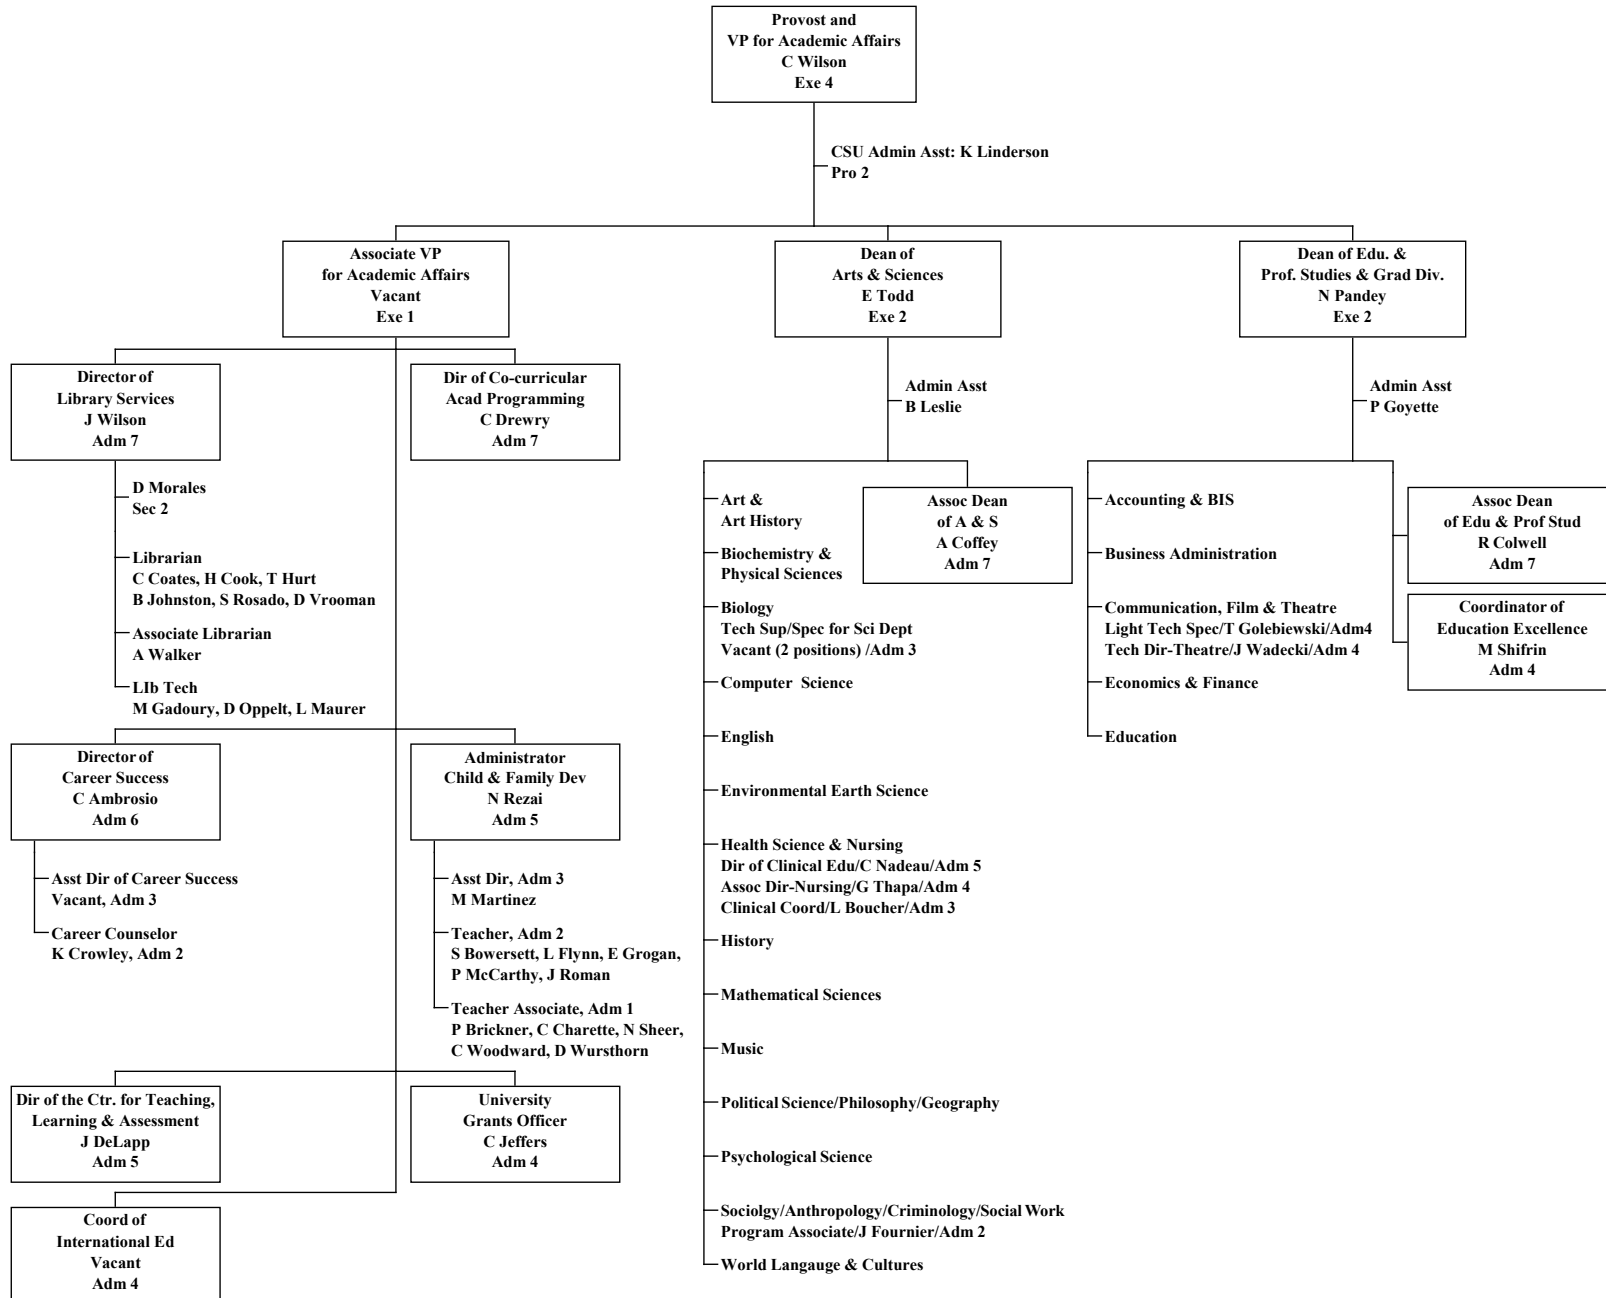 Provost and
VP for Academic Affairs
C Wilson
Exe 4
CSU Admin Asst: K Linderson
Pro 2
Associate VP
for Academic Affairs
Vacant
Exe 1
Director of
Library Services
J Wilson
Adm 7
D Morales
Sec 2
Librarian
C Coates, H Cook, T Hurt
B Johnston, S Rosado, D Vrooman
Associate Librarian
A Walker
LIb Tech
M Gadoury, D Oppelt, L Maurer
Dir of Co-curricular
Acad Programming
C Drewry
Adm 7
Director of
Career Success
C Ambrosio
Adm 6
Asst Dir of Career Success
Vacant, Adm 3
Career Counselor
K Crowley, Adm 2
Administrator
Child & Family Dev
N Rezai
Adm 5
Asst Dir, Adm 3
M Martinez
Teacher, Adm 2
S Bowersett, L Flynn, E Grogan,
P McCarthy, J Roman
Teacher Associate, Adm 1
P Brickner, C Charette, N Sheer,
C Woodward, D Wursthorn
Dir of the Ctr. for Teaching,
Learning & Assessment
J DeLapp
Adm 5
University
Grants Officer
C Jeffers
Adm 4
Coord of
International Ed
Vacant
Adm 4
Dean of
Arts & Sciences
E Todd
Exe 2
Admin Asst
B Leslie
Art &
Art History
Biochemistry &
Physical Sciences
Biology
Tech Sup/Spec for Sci Dept
Vacant (2 positions) /Adm 3
Computer Science
English
Environmental Earth Science
Health Science & Nursing
Dir of Clinical Edu/C Nadeau/Adm 5
Assoc Dir-Nursing/G Thapa/Adm 4
Clinical Coord/L Boucher/Adm 3
History
Mathematical Sciences
Music
Political Science/Philosophy/Geography
Psychological Science
Sociolgy/Anthropology/Criminology/Social Work
Program Associate/J Fournier/Adm 2
World Langauge & Cultures
Assoc Dean
of A & S
A Coffey
Adm 7
Dean of Edu. &
Prof. Studies & Grad Div.
N Pandey
Exe 2
Admin Asst
P Goyette
Accounting & BIS
Business Administration
Communication, Film & Theatre
Light Tech Spec/T Golebiewski/Adm4
Tech Dir-Theatre/J Wadecki/Adm 4
Economics & Finance
Education
Assoc Dean
of Edu & Prof Stud
R Colwell
Adm 7
Coordinator of
Education Excellence
M Shifrin
Adm 4